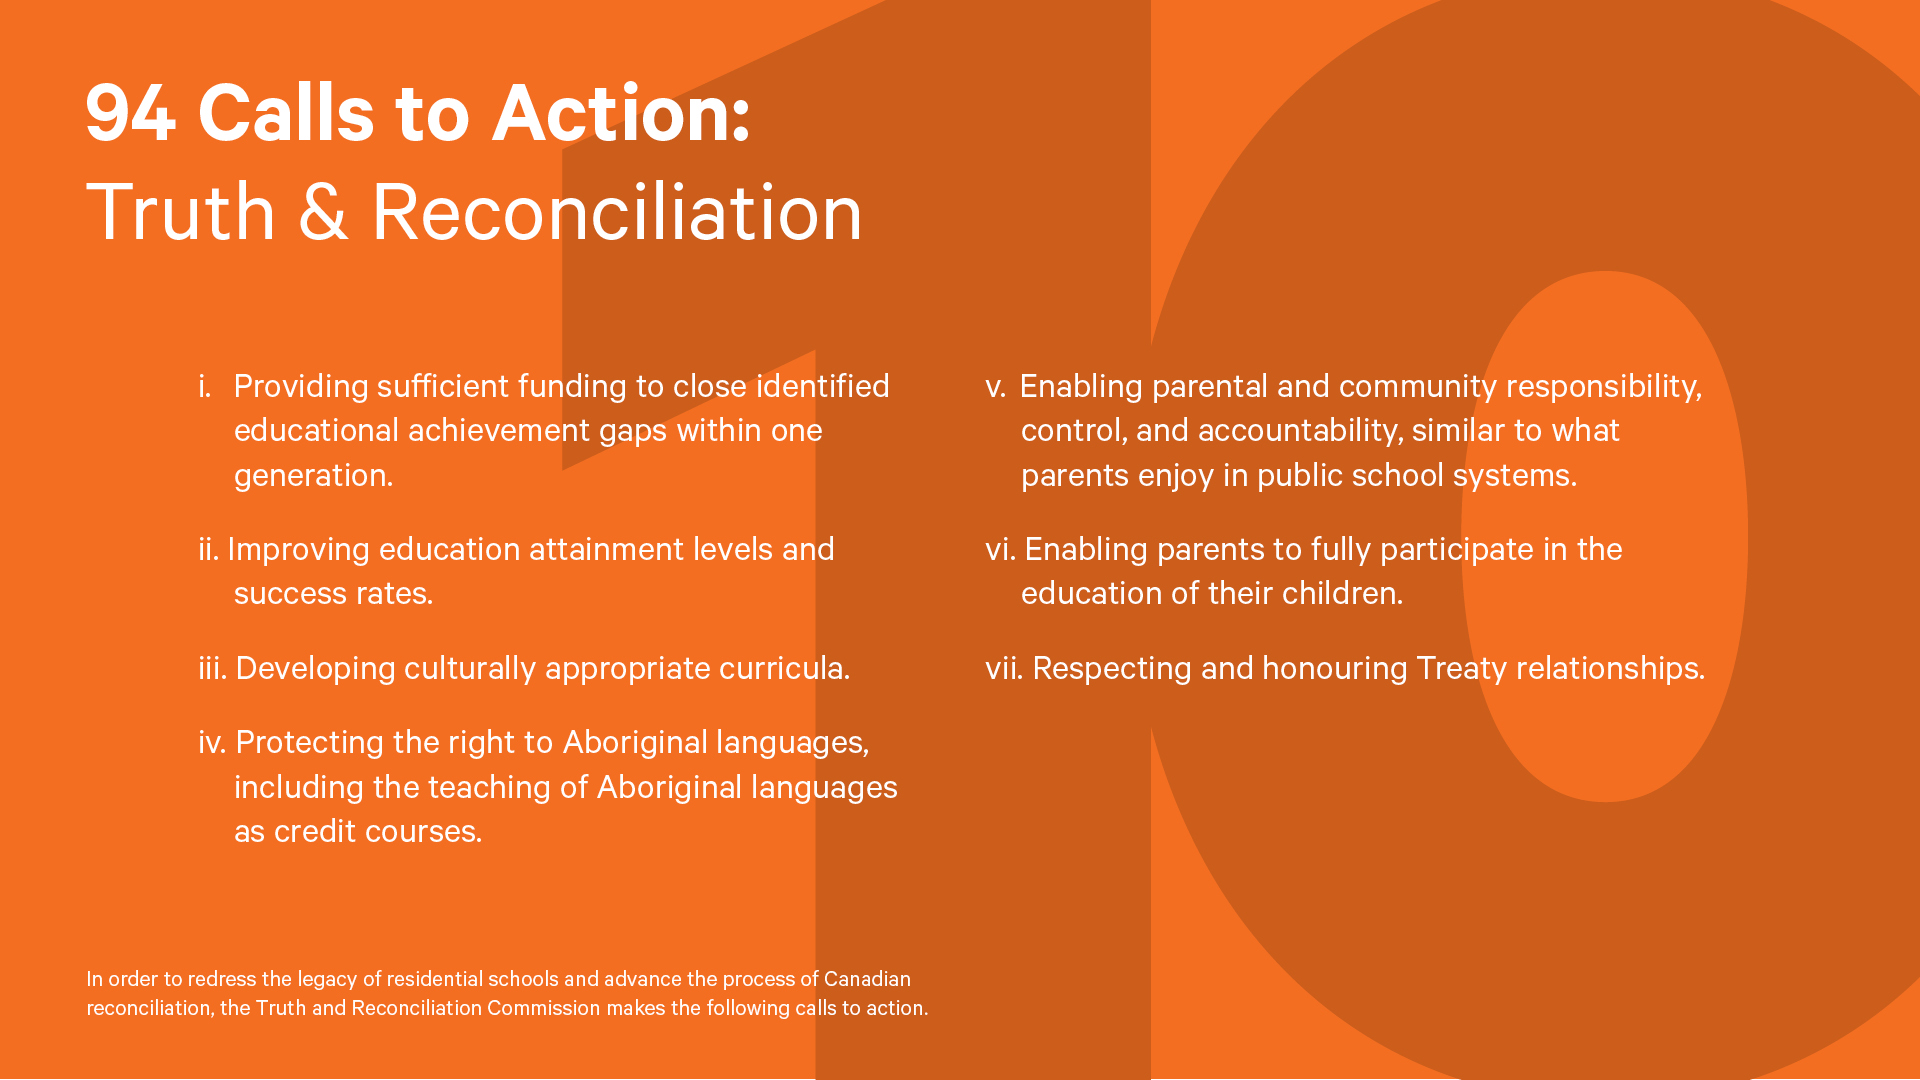 94 Calls to Action:
Truth & Reconciliation
10
i. Providing sufficient funding to close identified
educational achievement gaps within one
generation.
ii. Improving education attainment levels and
success rates.
iii. Developing culturally appropriate curricula.
iv. Protecting the right to Aboriginal languages,
including the teaching of Aboriginal languages
as credit courses.
v. Enabling parental and community responsibility,
control, and accountability, similar to what
parents enjoy in public school systems.
vi. Enabling parents to fully participate in the
education of their children.
vii. Respecting and honouring Treaty relationships.
In order to redress the legacy of residential schools and advance the process of Canadian
reconciliation, the Truth and Reconciliation Commission makes the following calls to action.